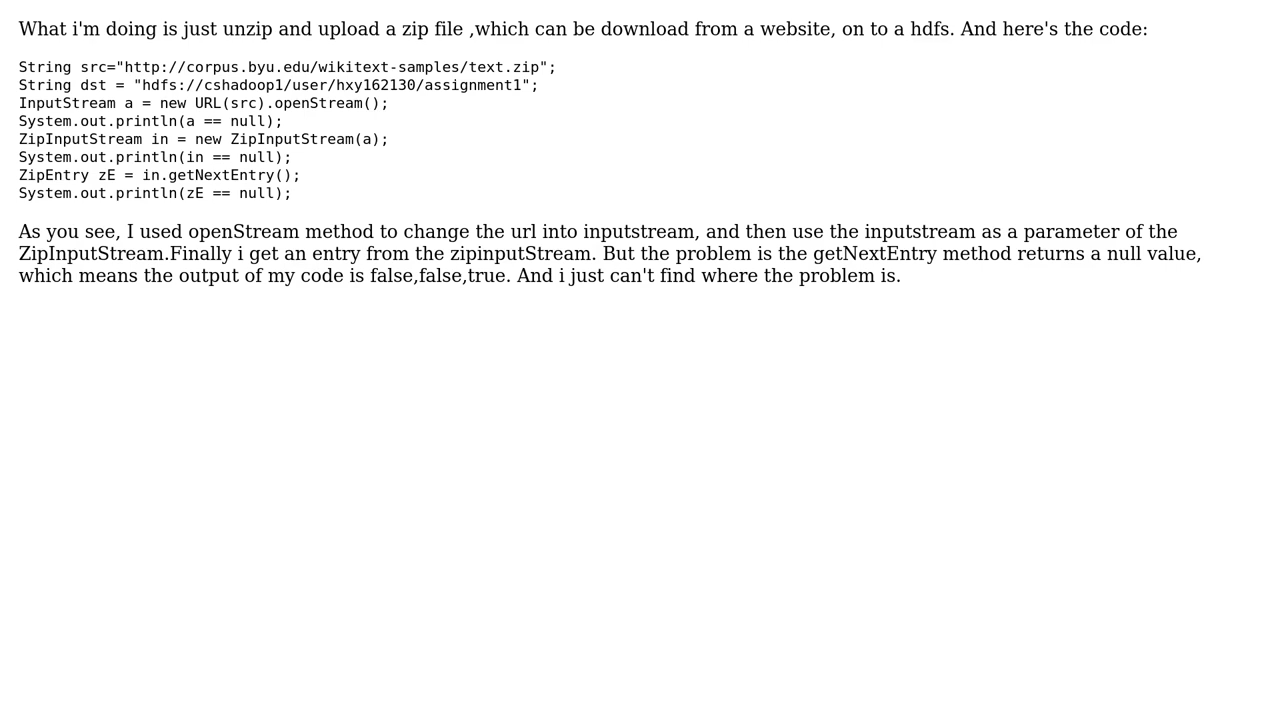 What i'm doing is just unzip and upload a zip file ,which can be download from a website, on to a hdfs. And here's the code:
String src="http://corpus.byu.edu/wikitext-samples/text.zip";
String dst = "hdfs://cshadoop1/user/hxy162130/assignment1";
InputStream a = new URL(src).openStream();
System.out.println(a == null);
ZipInputStream in = new ZipInputStream(a);
System.out.println(in == null);
ZipEntry zE = in.getNextEntry();
System.out.println(zE == null);
As you see, I used openStream method to change the url into inputstream, and then use the inputstream as a parameter of the
ZipInputStream.Finally i get an entry from the zipinputStream. But the problem is the getNextEntry method returns a null value,
which means the output of my code is false,false,true. And i just can't find where the problem is.